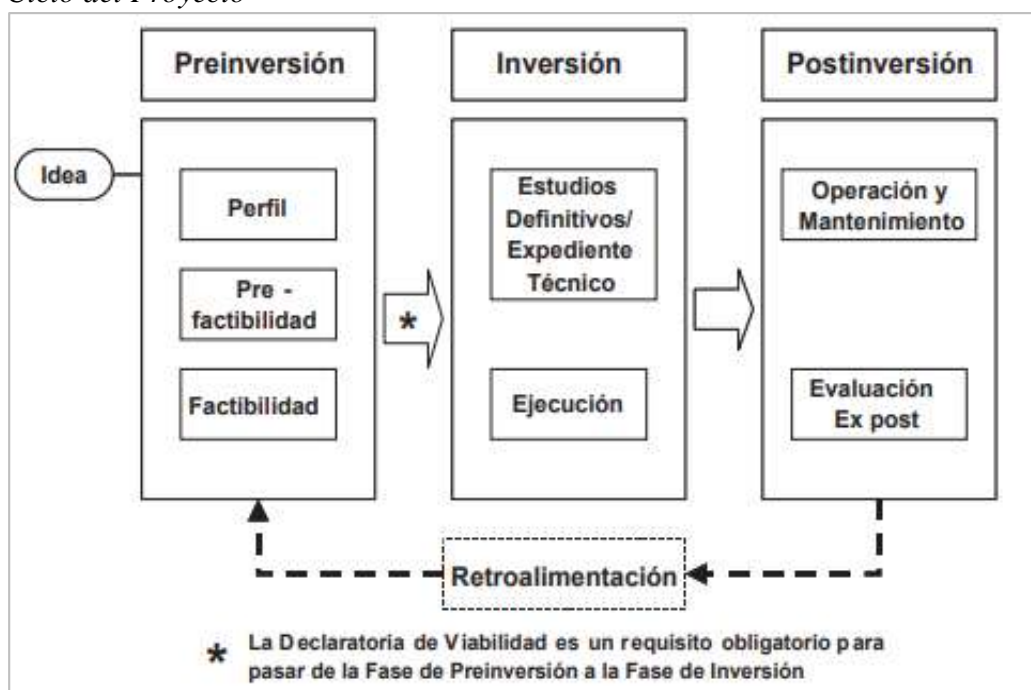 Ciclo del Proyecto
Preinversión
Inversión
Postinversión
Idea
Perfil
Pre -
factibilidad
Factibilidad
*
Estudios
Definitivos/
Expediente
Técnico
Ejecución
Operación y
Mantenimiento
Evaluación
Ex post
Retroalimentación
* La Declaratoria de Viabilidad es un requisito obligatorio para
pasar de la Fase de Preinversión a la Fase de Inversión